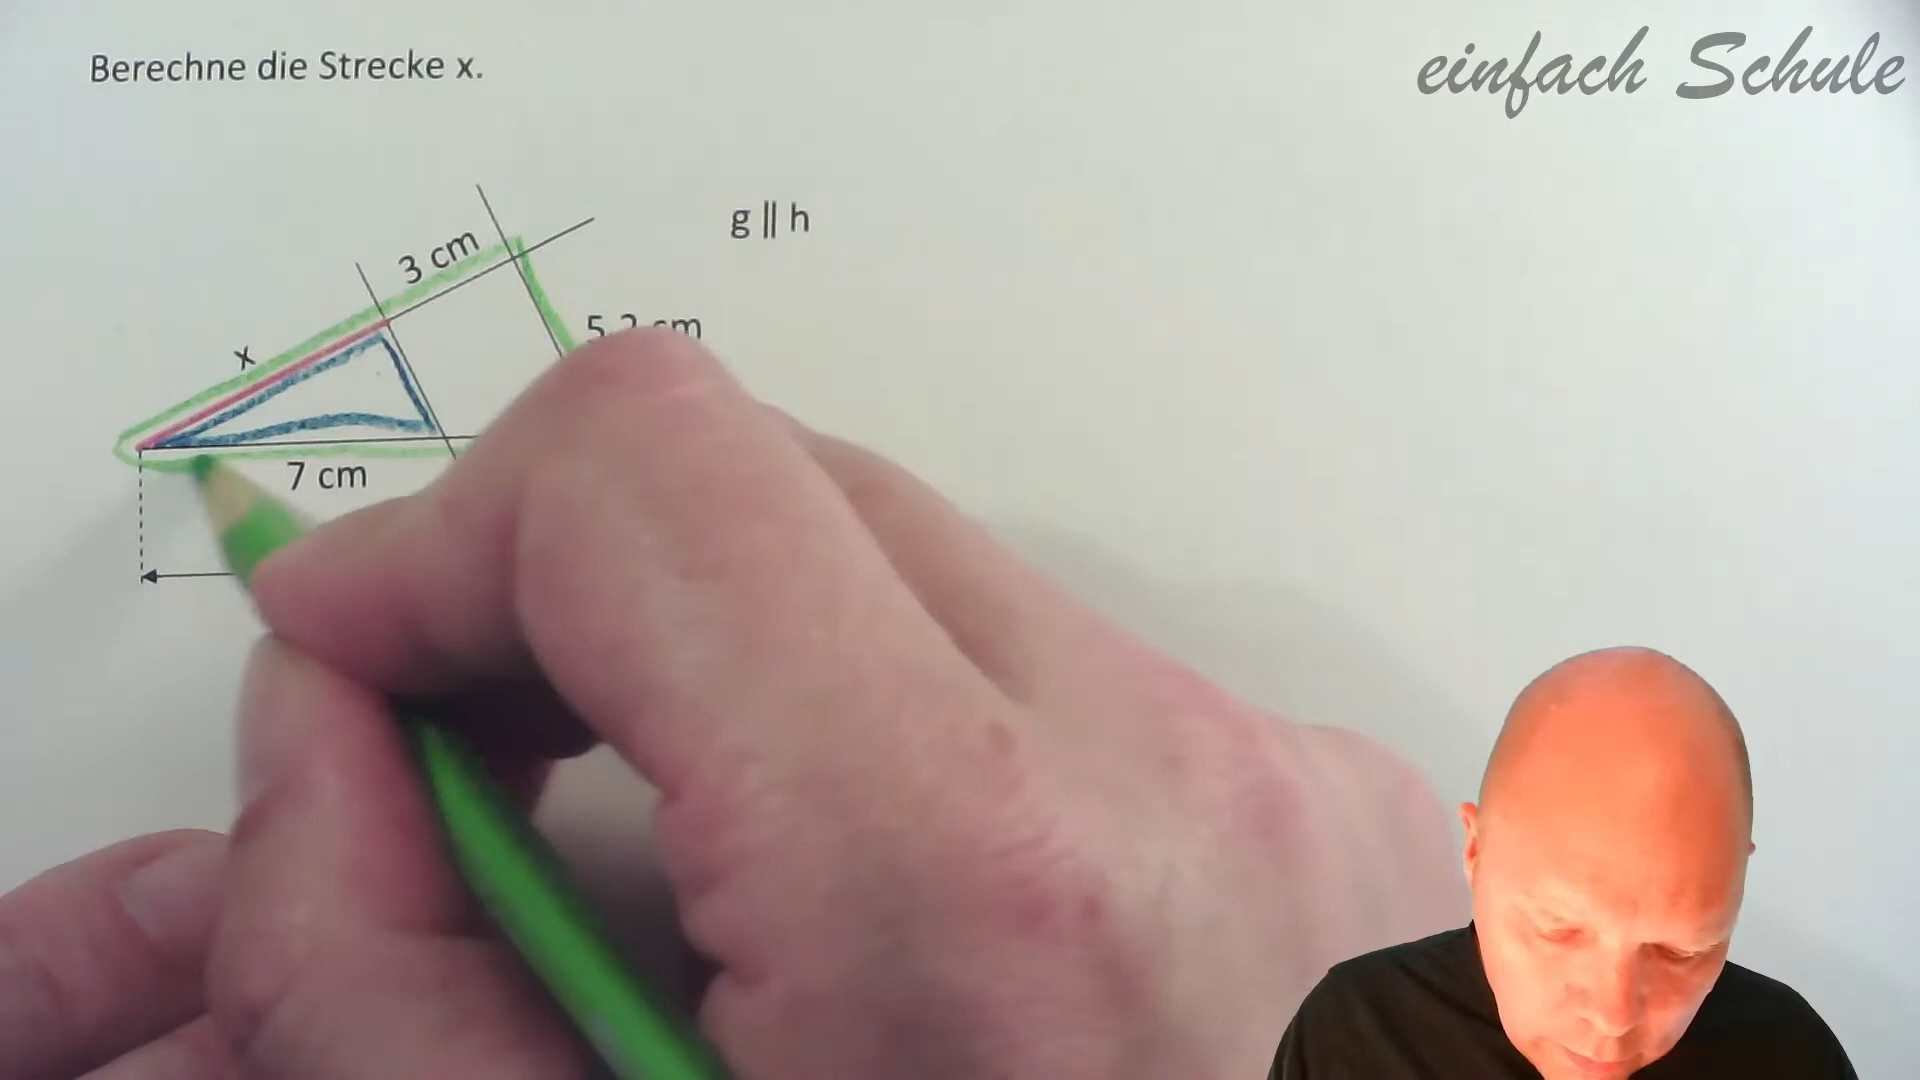 Berechne die Strecke x.
einfach Schule
g || h
3 cm
x
7 cm